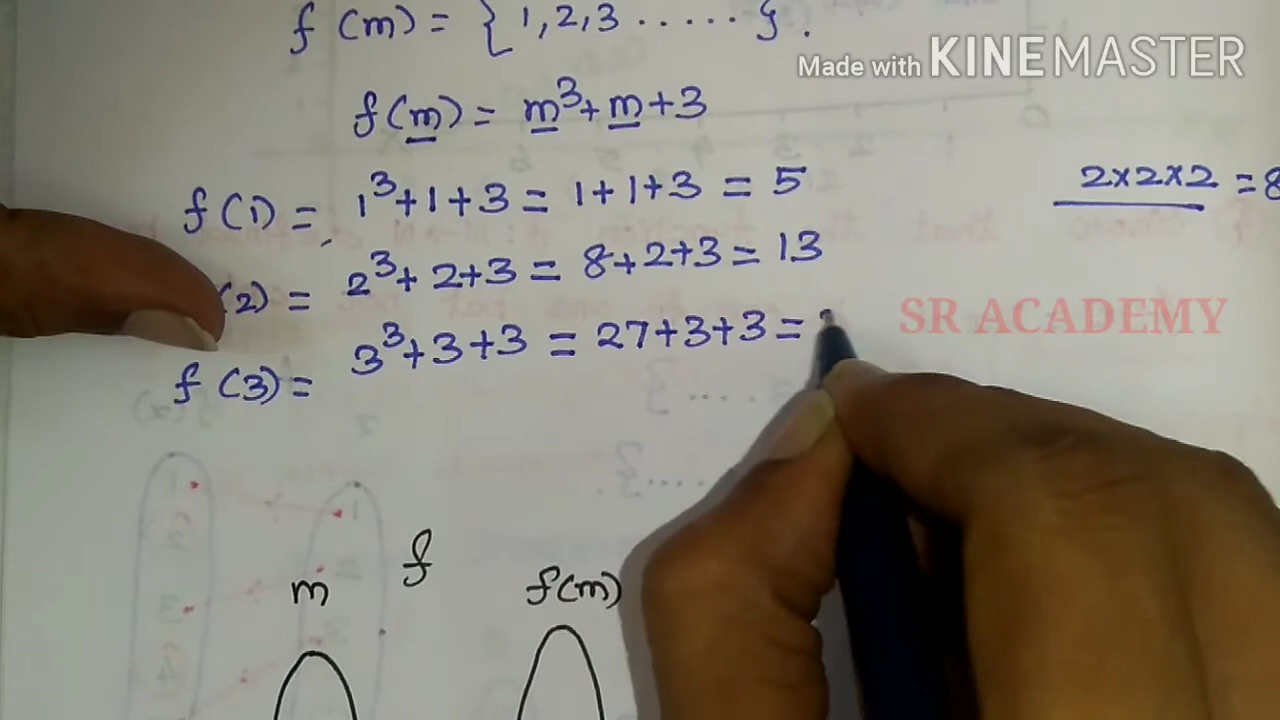 f (m) = { 1, 2, 3 ...... } .
Made with KINEMASTER
f(m) = m³ + m + 3
f (1) = 1³ + 1 + 3 = 1 + 1 + 3 = 5
2×2×2 = 8
(2) = 2³ + 2 + 3 = 8 + 2 + 3 = 13
SR ACADEMY
f (3) = 3³ + 3 + 3 = 27 + 3 + 3 =
f
m
f(m)